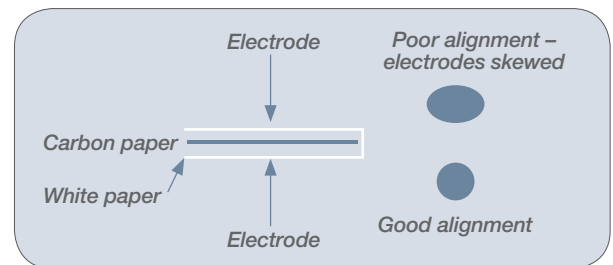 Electrode
Poor alignment –
electrodes skewed
Carbon paper
White paper
Good alignment
Electrode